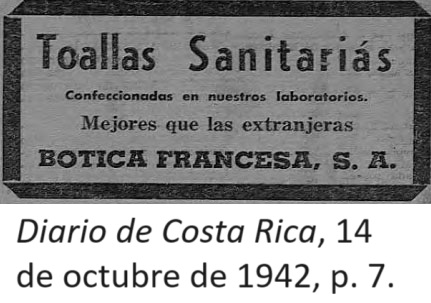 Toallas Sanitariás
Confeccionadas en nuestros laboratorios.
Mejores que las extranjeras
BOTICA FRANCESA, S. A.
Diario de Costa Rica, 14
de octubre de 1942, p. 7.